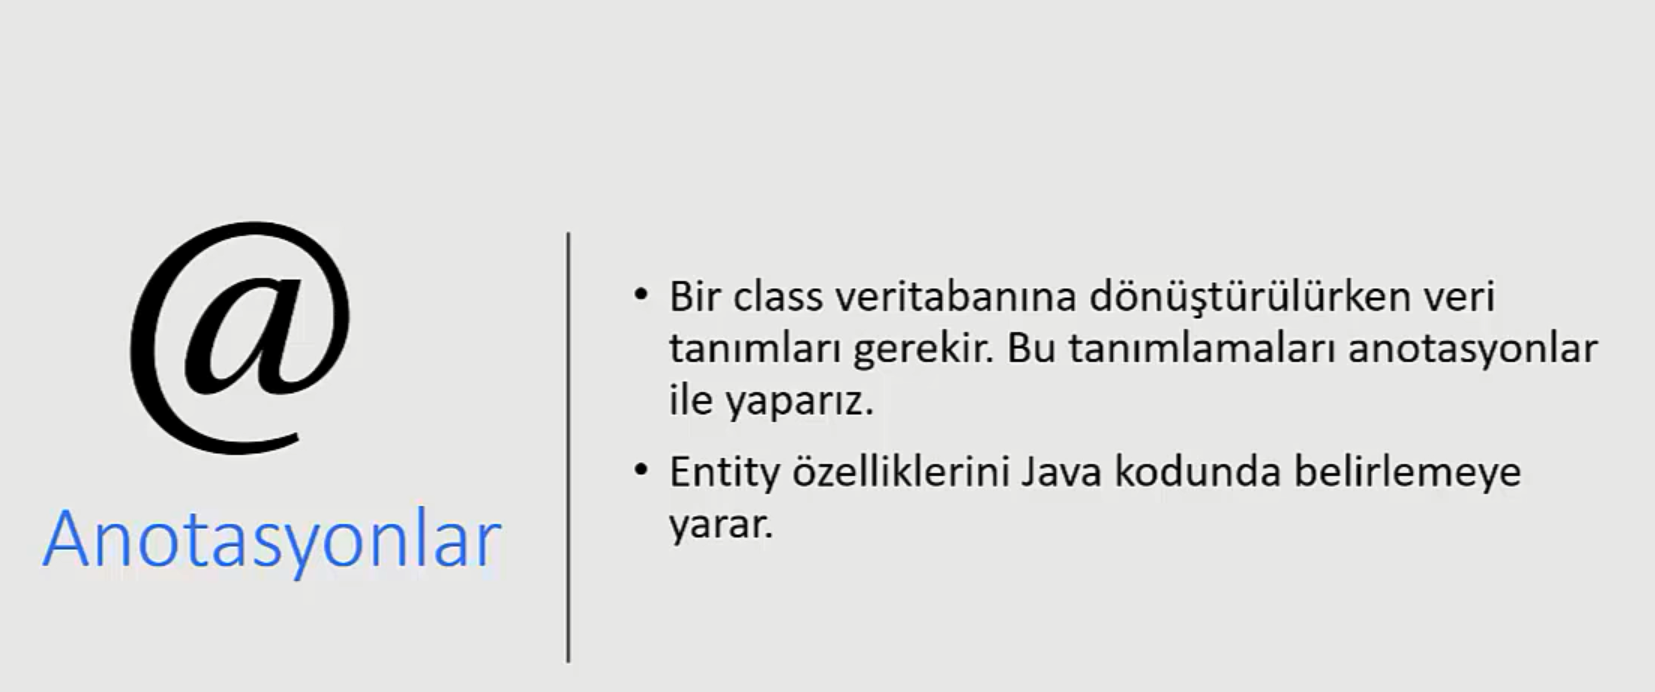 @
Anotasyonlar
• Bir class veritabanına dönüştürülürken veri
tanımları gerekir. Bu tanımlamaları anotasyonlar
ile yaparız.
• Entity özelliklerini Java kodunda belirlemeye
yarar.